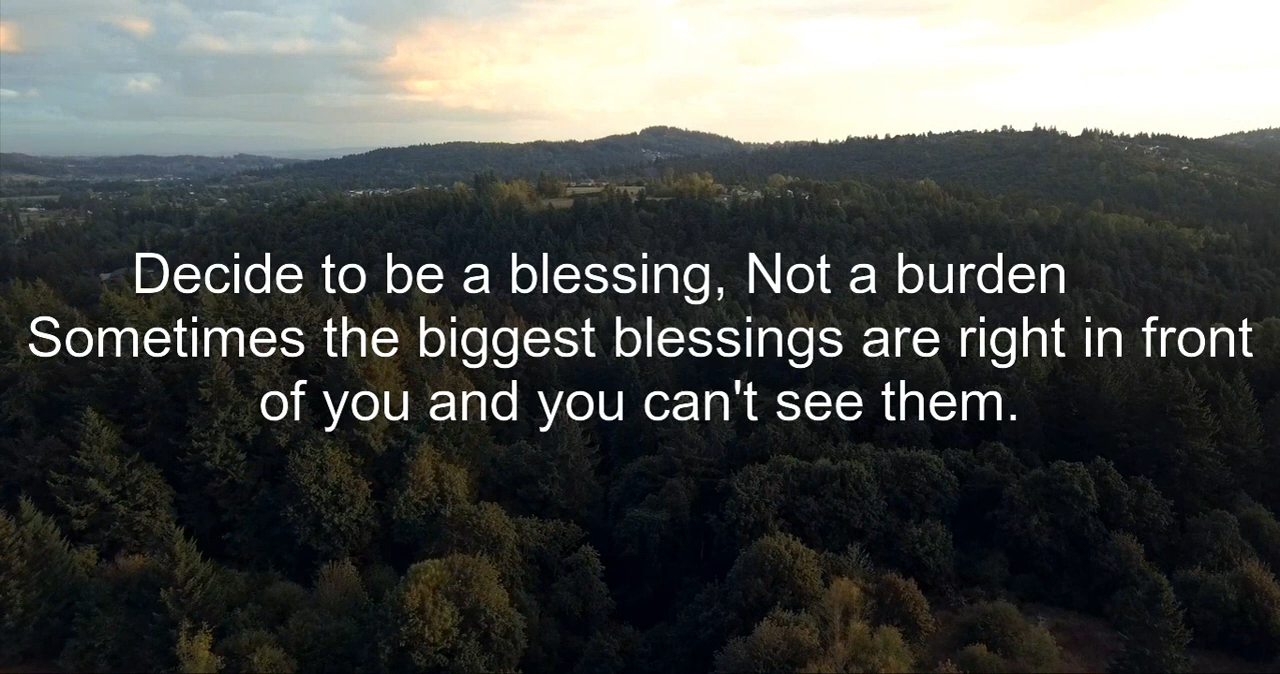 Decide to be a blessing, Not a burden
Sometimes the biggest blessings are right in front
of you and you can't see them.